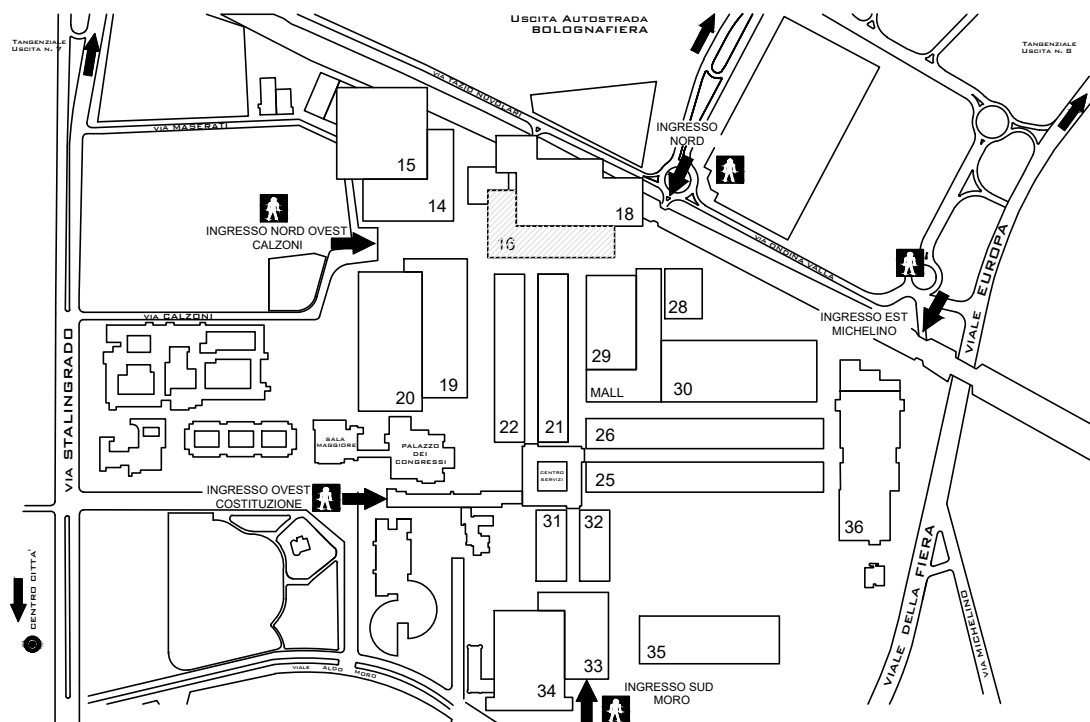 USCITA AUTOSTRADA
BOLOGNAFIERA
TANGENZIALE
USCITA N. 7
TANGENZIALE
USCITA N. 8
VIA TAZIO NUVOLARI
VIA MASERATI
INGRESSO
NORD
15
14
18
16
INGRESSO NORD OVEST
CALZONI
VIA ONDINA VALLA
VIALE EUROPA
28
VIA CALZONI
INGRESSO EST
MICHELINO
VIA STALINGRADO
29
19
20
MALL
30
22
21
26
SALA
MAGGIORE
PALAZZO
DEI
CONGRESSI
CENTRO
SERVIZI
25
INGRESSO OVEST
COSTITUZIONE
31
32
36
CENTRO CITTA'
VIALE DELLA FIERA
VIA MICHELINO
35
33
34
VIALE ALDO MORO
INGRESSO SUD
MORO